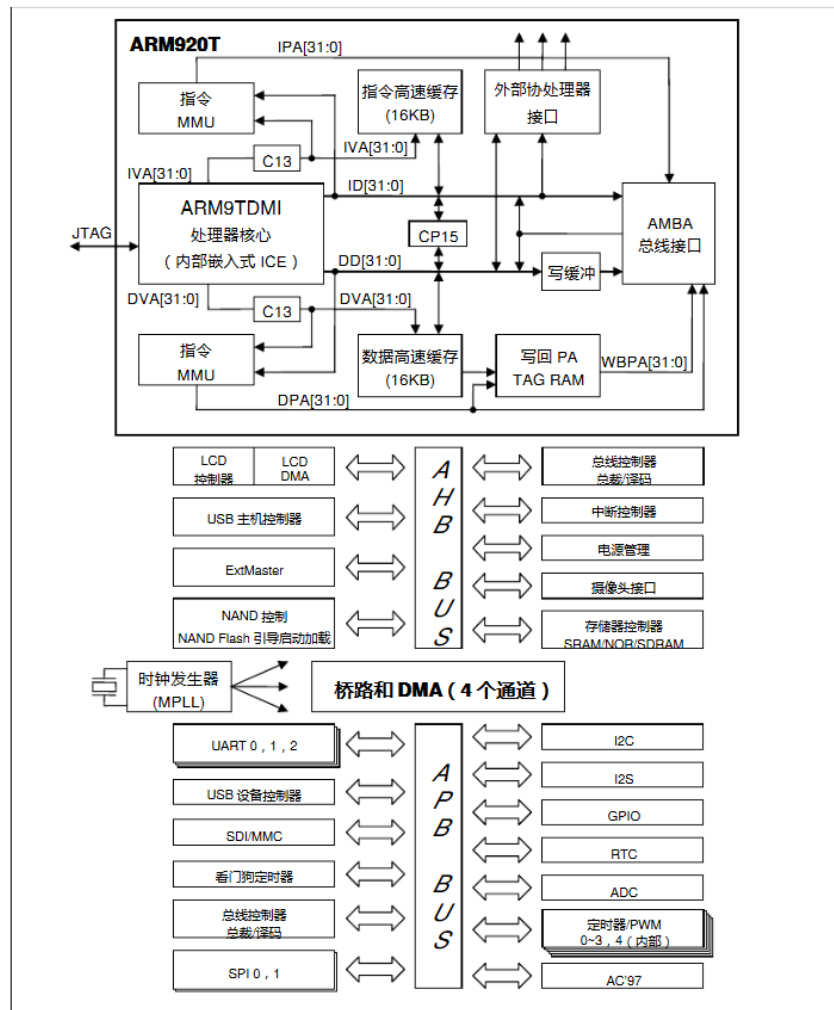 ARM920T
IPA[31:0]
指令
MMU
指令高速缓存
(16KB)
外部协处理器
接口
C13
IVA[31:0]
IVA[31:0]
ID[31:0]
ARM9TDMI
处理器核心
（内部嵌入式 ICE）
JTAG
CP15
AMBA
总线接口
DD[31:0]
写缓冲
DVA[31:0]
C13
DVA[31:0]
指令
MMU
数据高速缓存
(16KB)
写回 PA
TAG RAM
WBPA[31:0]
DPA[31:0]
LCD
控制器
LCD
DMA
USB 主机控制器
ExtMaster
NAND 控制
NAND Flash 引导启动加载
AHB BUS
总线控制器
总裁/译码
中断控制器
电源管理
摄像头接口
存储器控制器
SRAM/NOR/SDRAM
时钟发生器
(MPLL)
桥路和 DMA（4 个通道）
UART 0，1，2
USB 设备控制器
SDI/MMC
看门狗定时器
总线控制器
总裁/译码
SPI 0，1
APB BUS
I2C
I2S
GPIO
RTC
ADC
定时器/PWM
0~3，4（内部）
AC'97